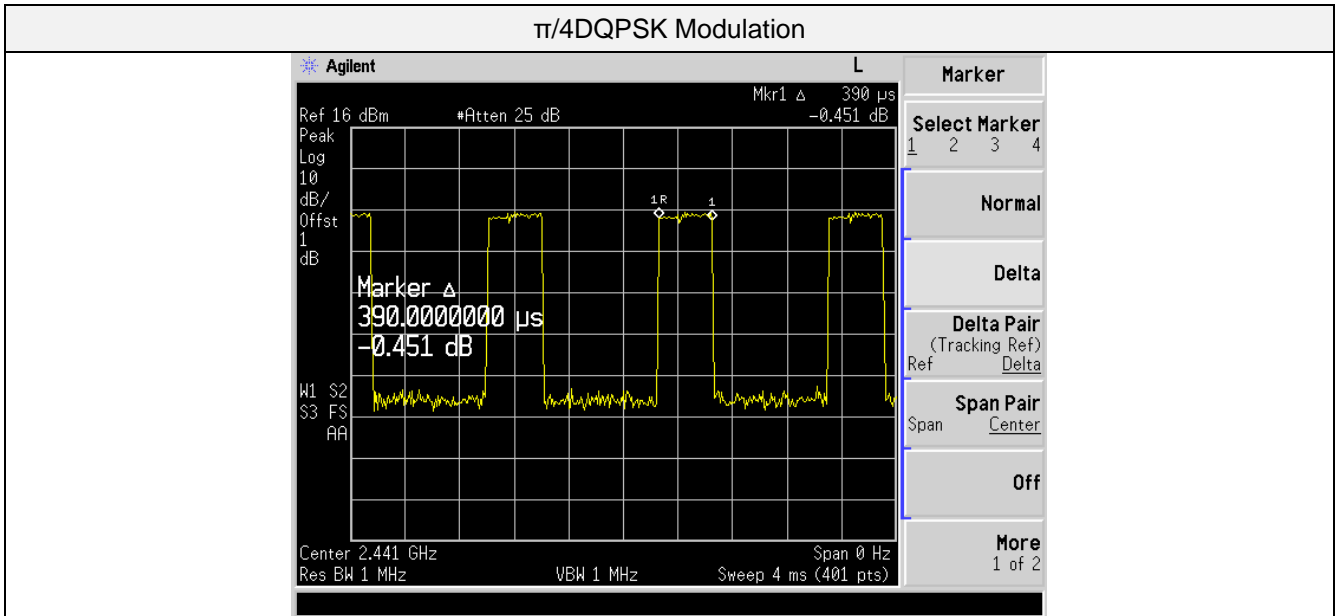 π/4DQPSK Modulation
Agilent
L
Mkr1 Δ 390 µs
Ref 16 dBm #Atten 25 dB -0.451 dB
Peak
Log
10
dB/
Offst
1
dB
1R
1
Marker Δ
390.0000000 µs
-0.451 dB
W1 S2
S3 FS
AA
Center 2.441 GHz Span 0 Hz
Res BW 1 MHz VBW 1 MHz Sweep 4 ms (401 pts)
Marker
Select Marker
1 2 3 4
Normal
Delta
Delta Pair
(Tracking Ref)
Ref Delta
Span Pair
Span Center
Off
More
1 of 2